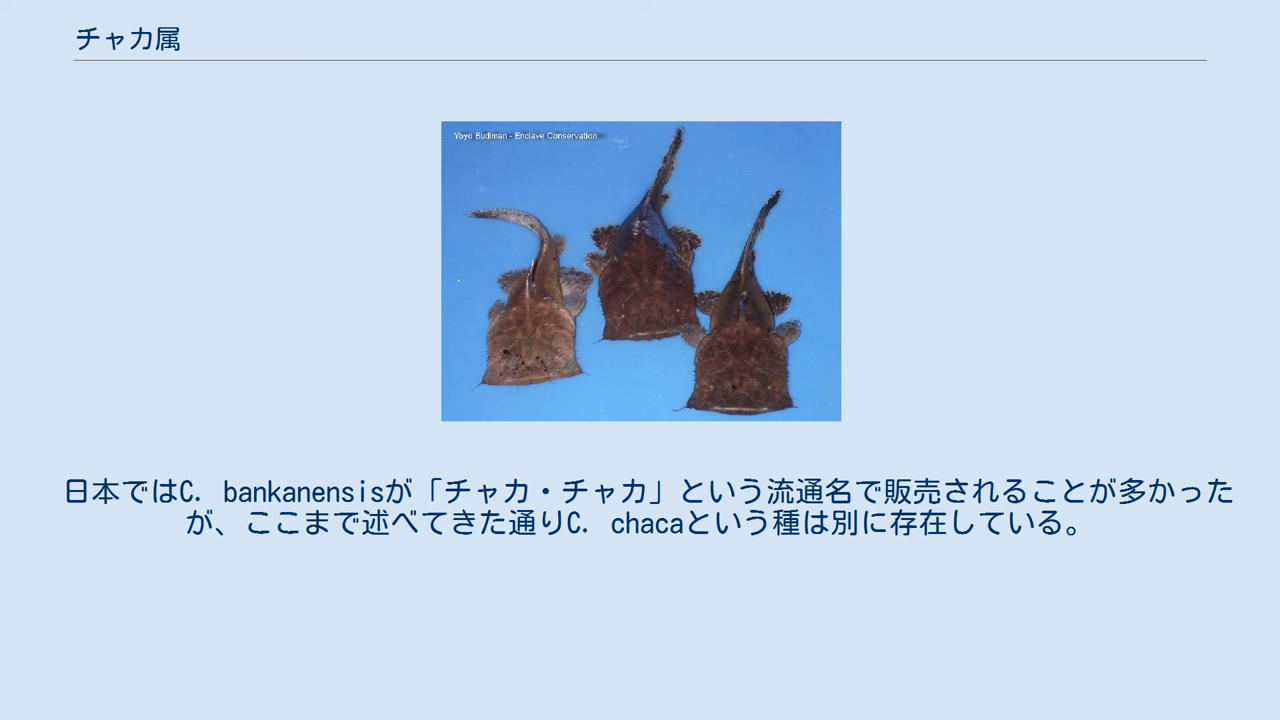 チャカ属
Yoyo Budiman - Enclave Conservation
日本ではC. bankanensisが「チャカ・チャカ」という流通名で販売されることが多かった
が、ここまで述べてきた通りC. chacaという種は別に存在している。